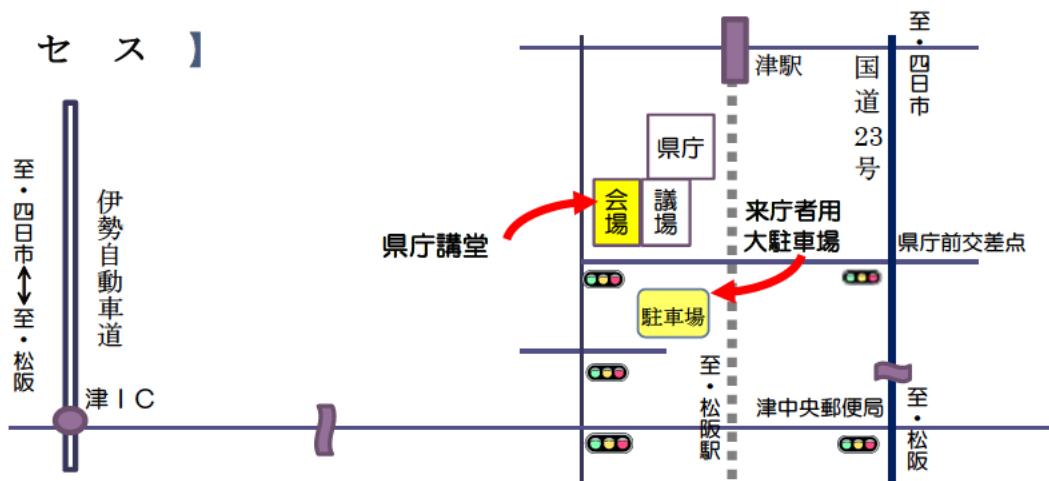 セス】
至・四日市
至・松阪
伊勢自動車道
津IC
県庁講堂
県庁
会場
議場
駐車場
津駅
来庁者用
大駐車場
至・松阪駅
国道23号
至・四日市
県庁前交差点
津中央郵便局
至・松阪